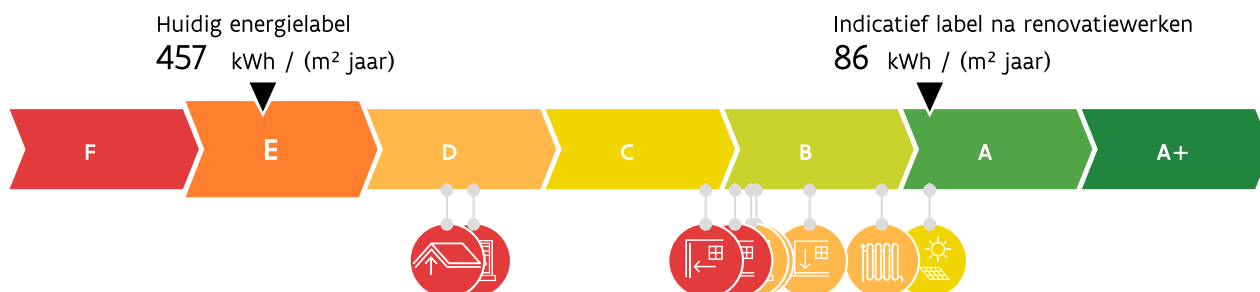 Huidig energielabel
457 kWh / (m² jaar)
Indicatief label na renovatiewerken
86 kWh / (m² jaar)
F E D C B A A+